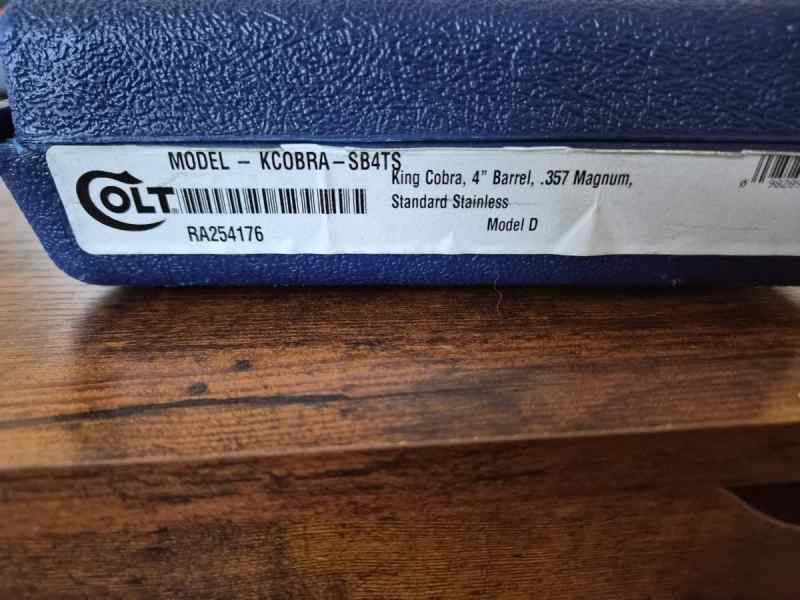 MODEL - KCOBRA-SB4TS
COLT
RA254176
King Cobra, 4" Barrel, .357 Magnum,
Standard Stainless
Model D